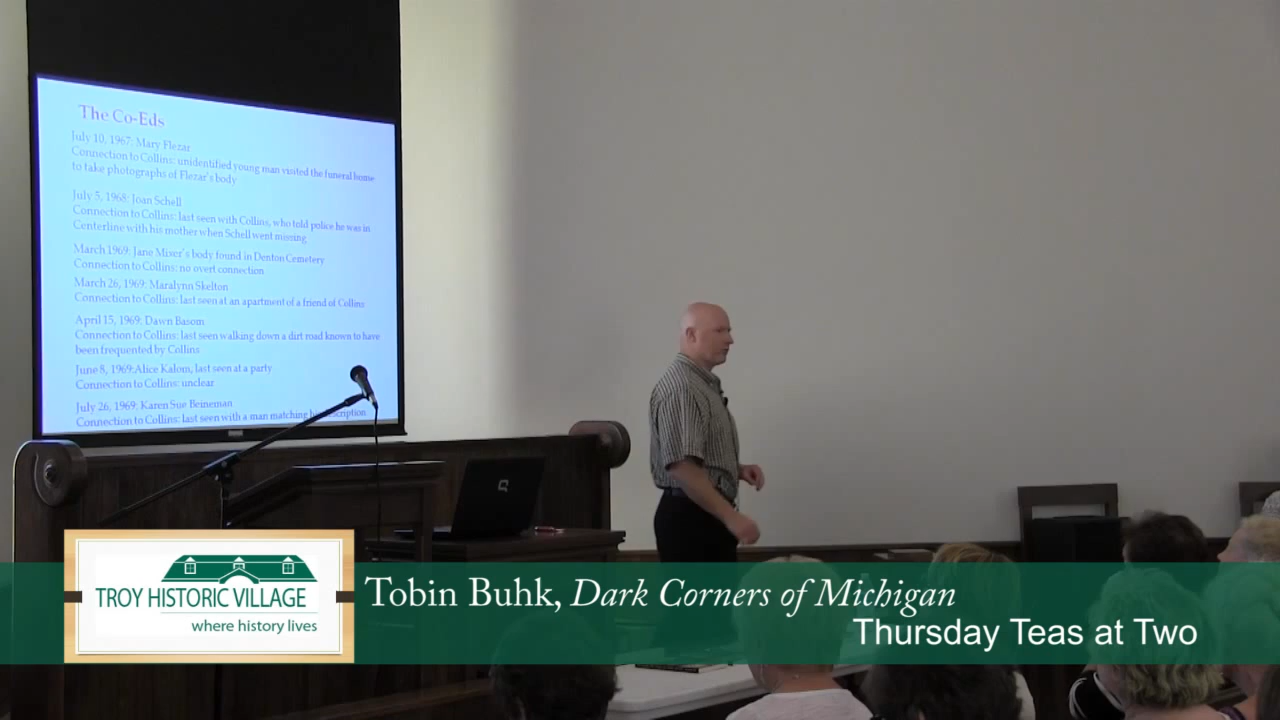 The Co-Eds
July 10, 1967: Mary Flezar
Connection to Collins: unidentified young man visited the funeral home
to take photographs of Flezar's body
July 5, 1968: Joan Schell
Connection to Collins: last seen with Collins, who told police he was in
Centerline with his mother when Schell went missing
March 1969: Jane Mixer's body found in Denton Cemetery
Connection to Collins: no overt connection
March 26, 1969: Maralynn Skelton
Connection to Collins: last seen at an apartment of a friend of Collins
April 15, 1969: Dawn Basom
Connection to Collins: last seen walking down a dirt road known to have
been frequented by Collins
June 8, 1969:Alice Kalom, last seen at a party
Connection to Collins: unclear
July 26, 1969: Karen Sue Beineman
Connection to Collins: last seen with a man matching his description
TROY HISTORIC VILLAGE
where history lives
Tobin Buhk, Dark Corners of Michigan
Thursday Teas at Two